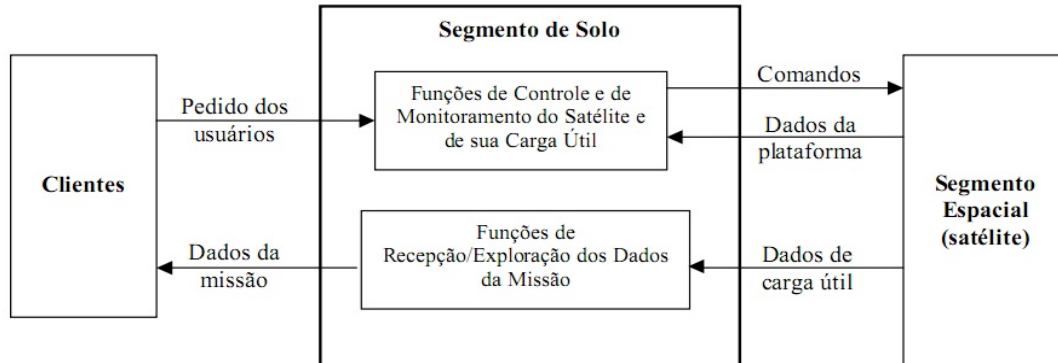 Segmento de Solo
Pedido dos
usuários
Funções de Controle e de
Monitoramento do Satélite e
de sua Carga Útil
Comandos
Dados da
plataforma
Clientes
Segmento
Espacial
(satélite)
Dados da
missão
Funções de
Recepção/Exploração dos Dados
da Missão
Dados de
carga útil